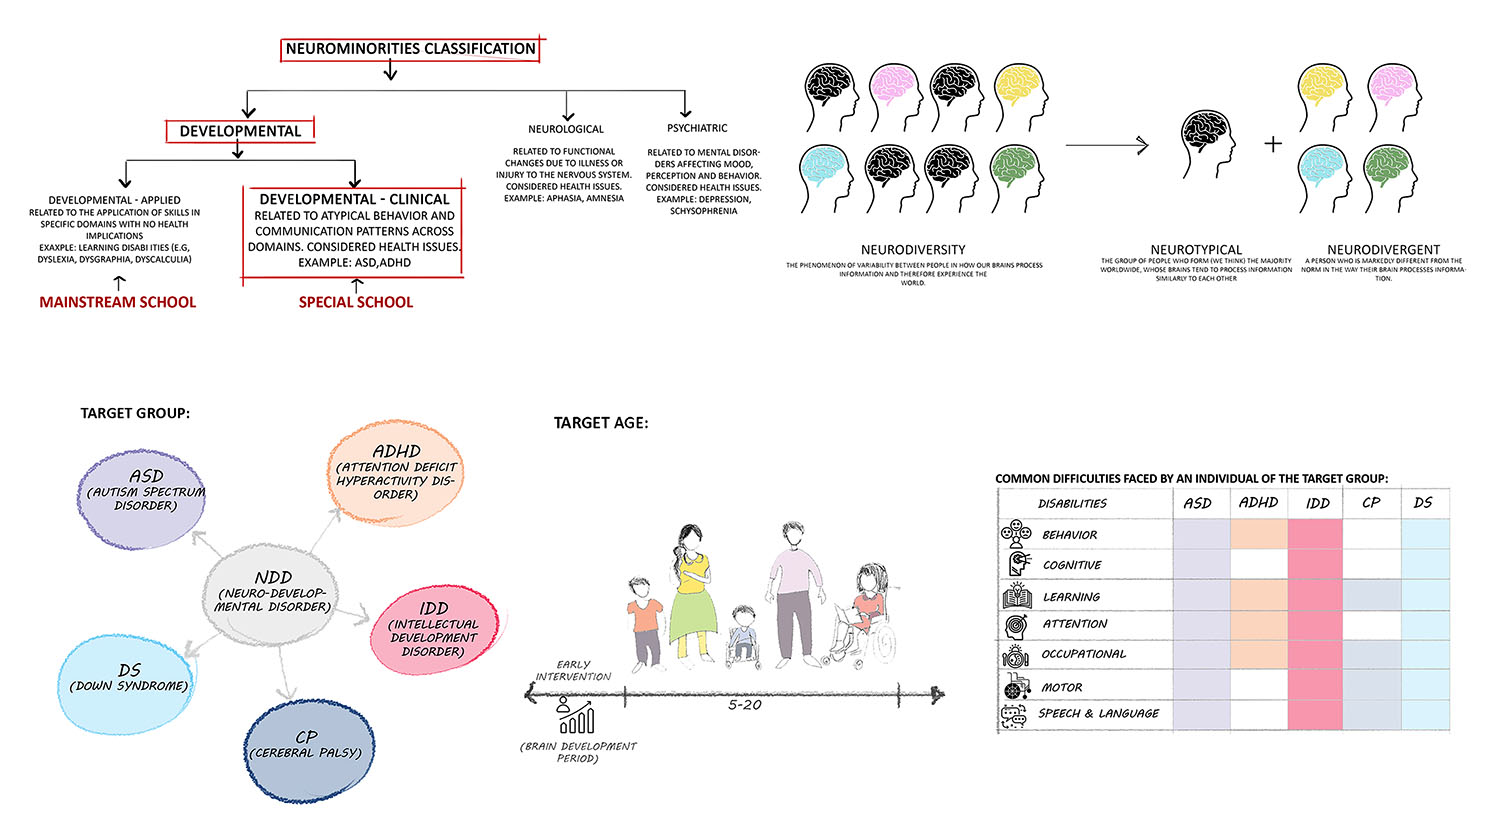 NEUROMINORITIES CLASSIFICATION
DEVELOPMENTAL
NEUROLOGICAL
RELATED TO FUNCTIONAL
CHANGES DUE TO ILLNESS OR
INJURY TO THE NERVOUS SYSTEM.
CONSIDERED HEALTH ISSUES.
EXAMPLE: APHASIA, AMNESIA
PSYCHIATRIC
RELATED TO MENTAL DISOR-
DERS AFFECTING MOOD,
PERCEPTION AND BEHAVIOR.
CONSIDERED HEALTH ISSUES.
EXAMPLE: DEPRESSION,
SCHYSOPHRENIA
DEVELOPMENTAL - APPLIED
RELATED TO THE APPLICATION OF SKILLS IN
SPECIFIC DOMAINS WITH NO HEALTH
IMPLICATIONS
EXAXPLE: LEARNING DISABI ITIES (E.G,
DYSLEXIA, DYSGRAPHIA, DYSCALCULIA)
MAINSTREAM SCHOOL
DEVELOPMENTAL - CLINICAL
RELATED TO ATYPICAL BEHAVIOR AND
COMMUNICATION PATTERNS ACROSS
DOMAINS. CONSIDERED HEALTH ISSUES.
EXAMPLE: ASD,ADHD
SPECIAL SCHOOL
+
NEURODIVERSITY
THE PHENOMENON OF VARIABILITY BETWEEN PEOPLE IN HOW OUR BRAINS PROCESS
INFORMATION AND THEREFORE EXPERIENCE THE
WORLD.
NEUROTYPICAL
THE GROUP OF PEOPLE WHO FORM (WE THINK) THE MAJORITY
WORLDWIDE, WHOSE BRAINS TEND TO PROCESS INFORMATION
SIMILARLY TO EACH OTHER
NEURODIVERGENT
A PERSON WHO IS MARKEDLY DIFFERENT FROM THE
NORM IN THE WAY THEIR BRAIN PROCESSES INFORMA-
TION.
TARGET GROUP:
ASD
(AUTISM SPECTRUM
DISORDER)
ADHD
(ATTENTION DEFICIT
HYPERACTIVITY DIS-
ORDER)
NDD
(NEURO-DEVELOP-
MENTAL DISORDER)
IDD
(INTELLECTUAL
DEVELOPMENT
DISORDER)
DS
(DOWN SYNDROME)
CP
(CEREBRAL PALSY)
TARGET AGE:
EARLY
INTERVENTION
5-20
(BRAIN DEVELOPMENT
PERIOD)
COMMON DIFFICULTIES FACED BY AN INDIVIDUAL OF THE TARGET GROUP:
DISABILITIES ASD ADHD IDD CP DS
BEHAVIOR
COGNITIVE
LEARNING
ATTENTION
OCCUPATIONAL
MOTOR
SPEECH & LANGUAGE